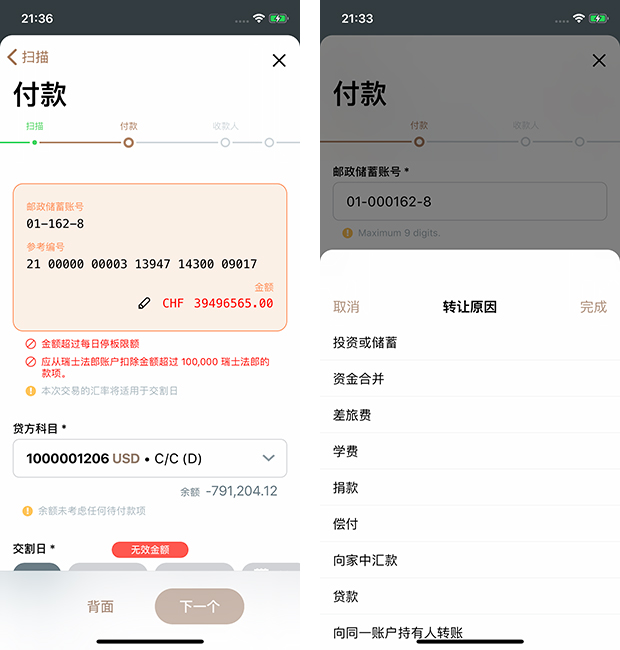 21:36
扫描
付款
扫描
付款
收款人
邮政储蓄账号
01-162-8
参考编号
21 00000 00003 13947 14300 09017
金额
CHF 39496565.00
金额超过每日停板限额
应从瑞士法郎账户扣除金额超过 100,000 瑞士法郎的
款项。
本次交易的汇率将适用于交割日
贷方科目 *
1000001206 USD • C/C (D)
余额 -791,204.12
余额未考虑任何待付款项
交割日 *
无效金额
背面
下一个
21:33
付款
付款
收款人
邮政储蓄账号 *
01-000162-8
Maximum 9 digits.
取消
转让原因
完成
投资或储蓄
资金合并
差旅费
学费
捐款
偿付
向家中汇款
贷款
向同一账户持有人转账